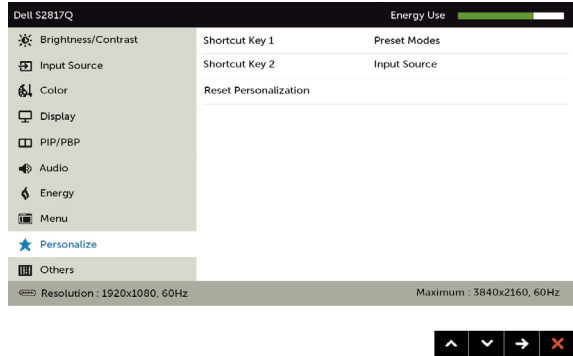 Dell S2817Q Energy Use
Brightness/Contrast Shortcut Key 1 Preset Modes
Input Source Shortcut Key 2 Input Source
Color Reset Personalization
Display
PIP/PBP
Audio
Energy
Menu
Personalize
Others
Resolution : 1920x1080, 60Hz Maximum : 3840x2160, 60Hz